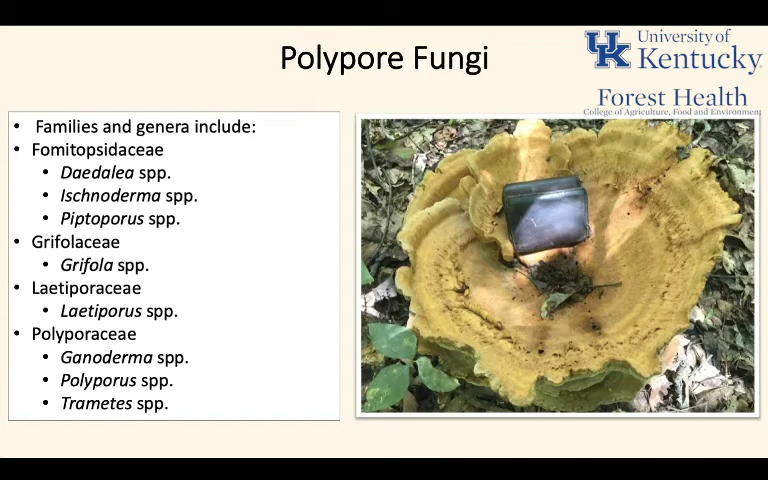 Polypore Fungi
University of
Kentucky
Forest Health
College of Agriculture, Food and Environment
• Families and genera include:
• Fomitopsidaceae
• Daedalea spp.
• Ischnoderma spp.
• Piptoporus spp.
• Grifolaceae
• Grifola spp.
• Laetiporaceae
• Laetiporus spp.
• Polyporaceae
• Ganoderma spp.
• Polyporus spp.
• Trametes spp.